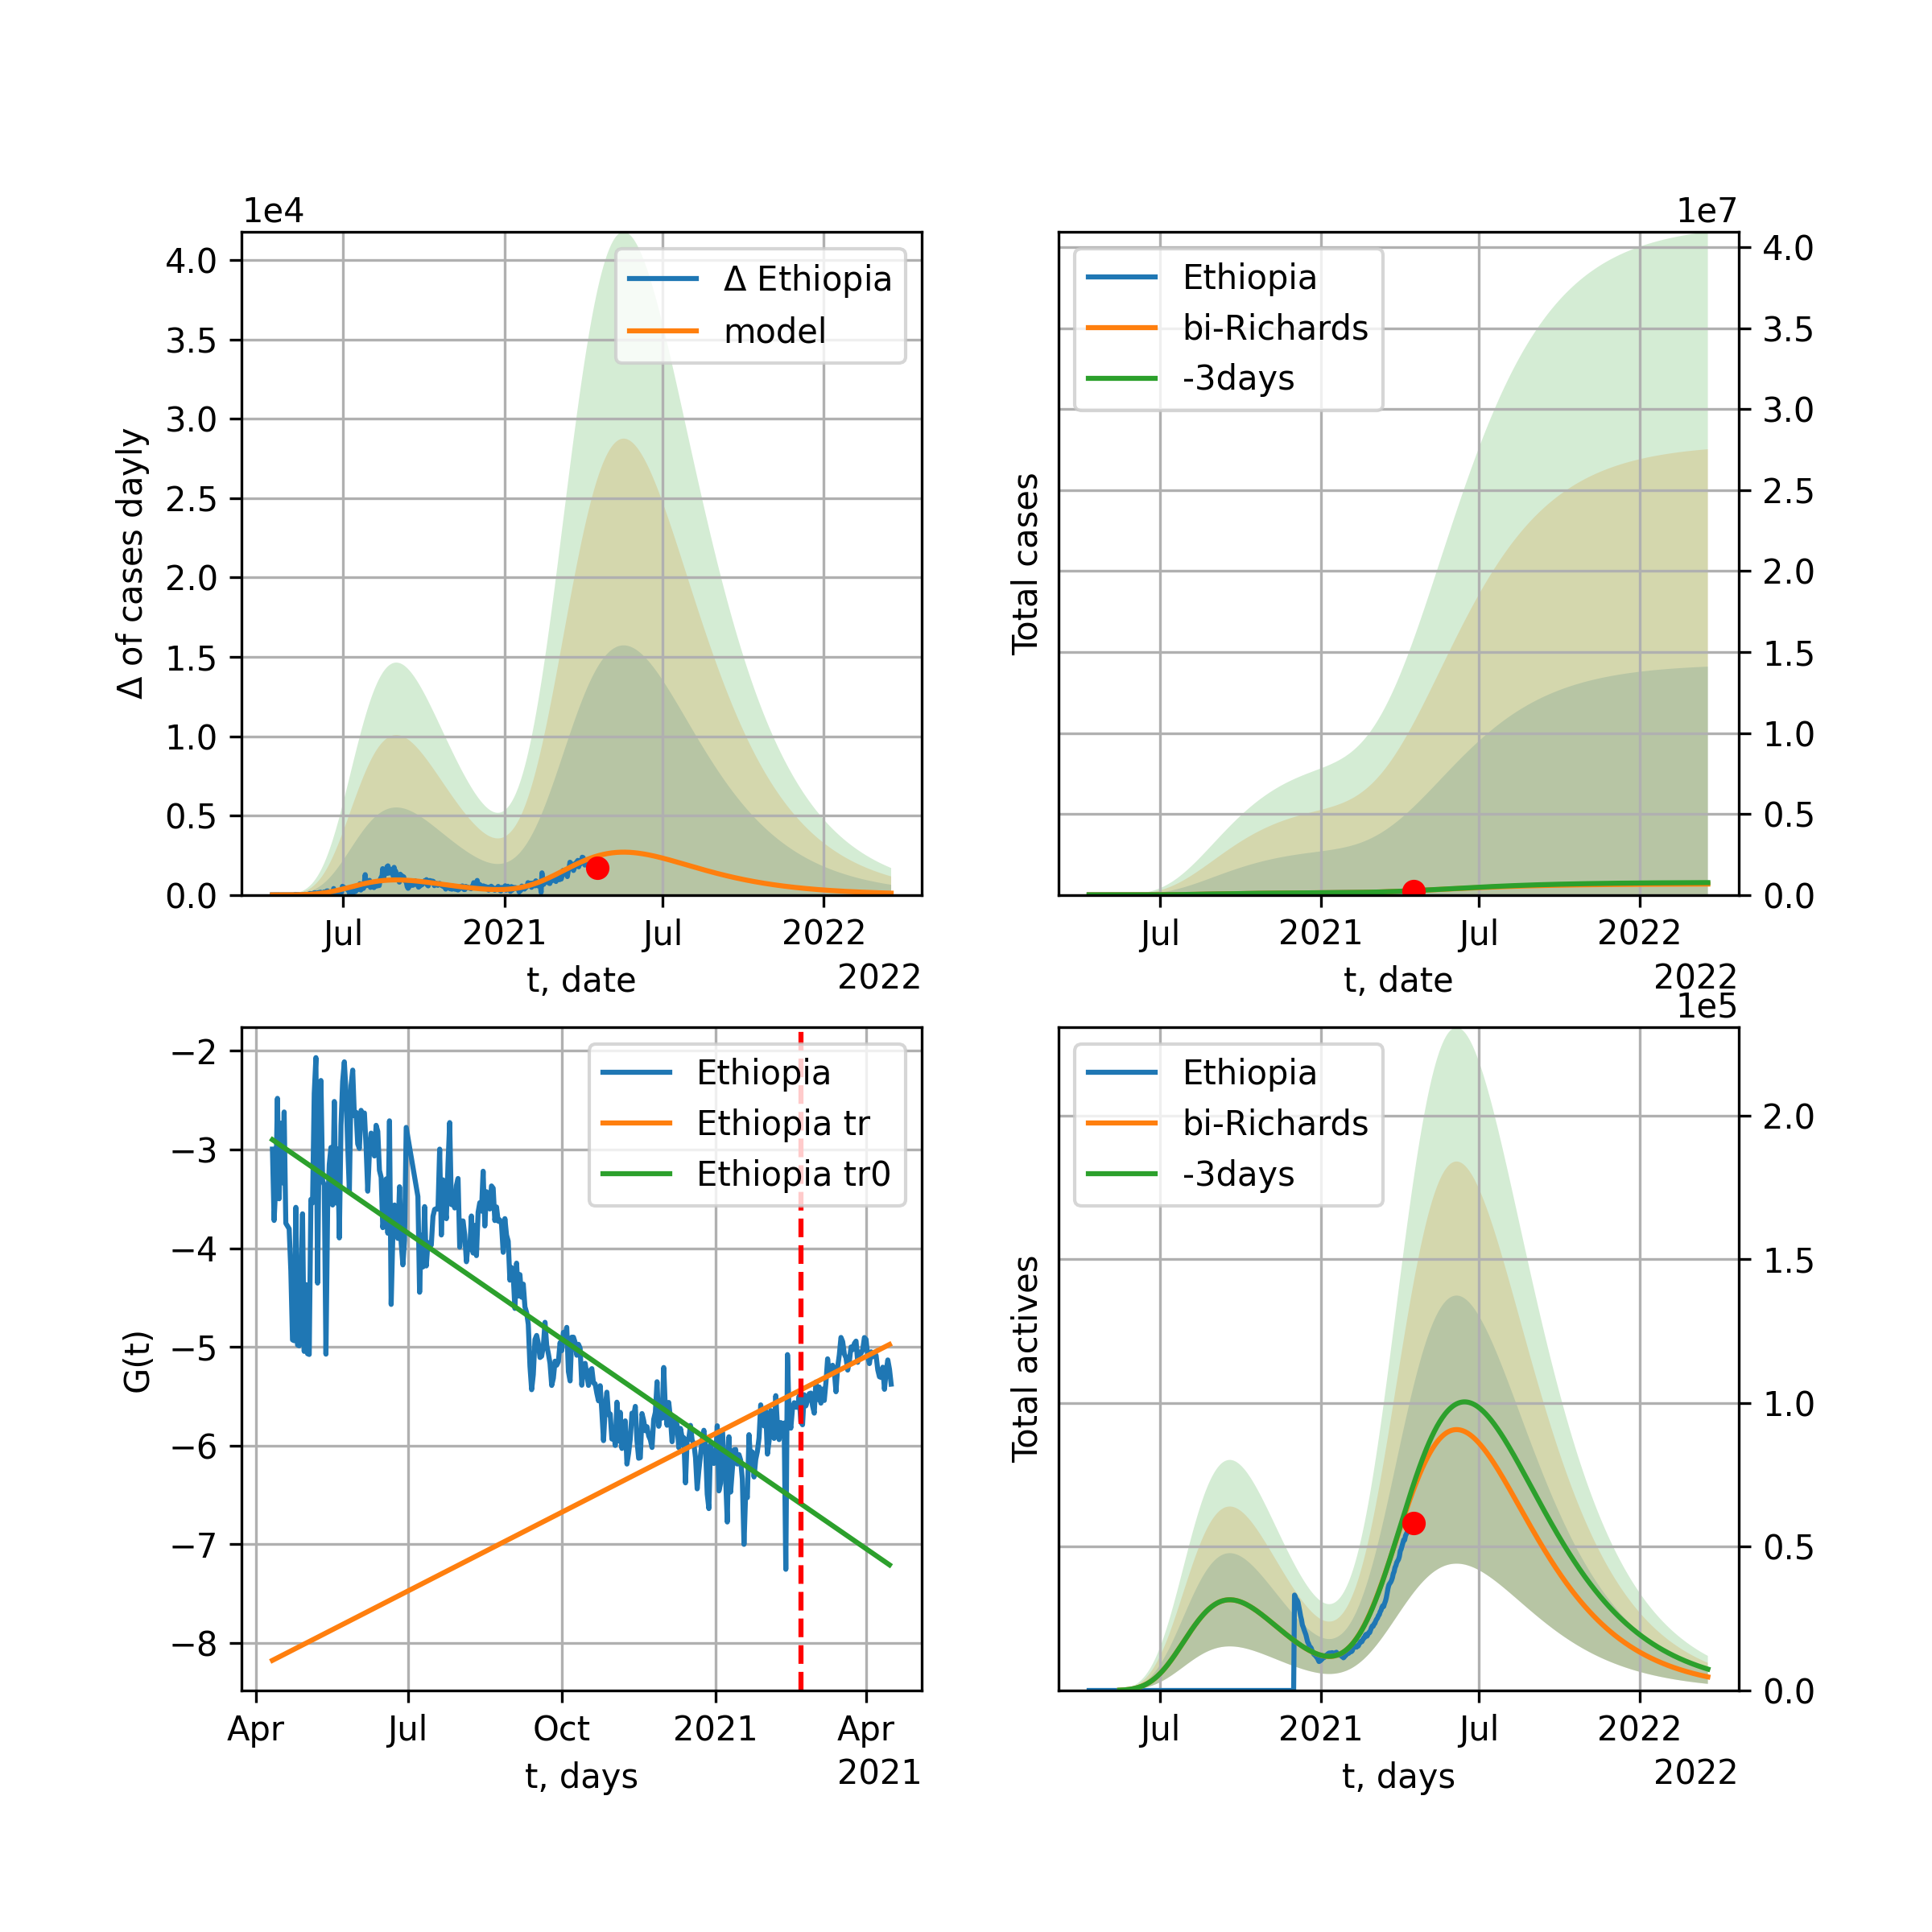 1e4
4.0
3.5
3.0
2.5
2.0
1.5
1.0
0.5
0.0
Δ of cases dayly
Δ Ethiopia
model
Jul
2021
Jul
2022
t, date
2022
1e7
Total cases
Ethiopia
bi-Richards
-3days
4.0
3.5
3.0
2.5
2.0
1.5
1.0
0.5
0.0
Jul
2021
Jul
2022
t, date
2022
−2
−3
−4
−5
−6
−7
−8
G(t)
Ethiopia
Ethiopia tr
Ethiopia tr0
Apr
Jul
Oct
2021
Apr
t, days
2021
1e5
Total actives
Ethiopia
bi-Richards
-3days
2.0
1.5
1.0
0.5
0.0
Jul
2021
Jul
2022
t, days
2022